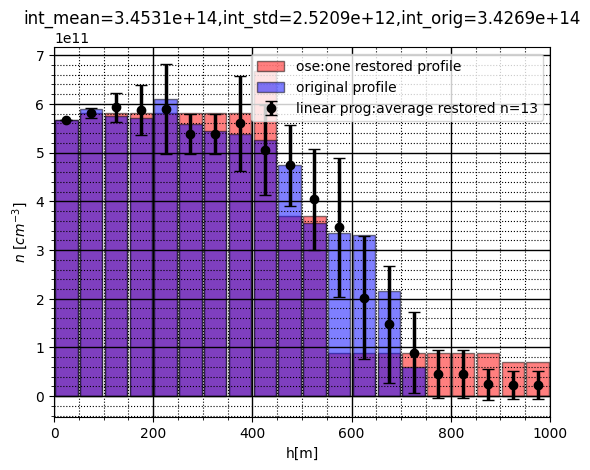 int_mean=3.4531e+14,int_std=2.5209e+12,int_orig=3.4269e+14
1e11
7
6
5
4
3
2
1
0
n [cm⁻³]
ose:one restored profile
original profile
linear prog:average restored n=13
0 200 400 600 800 1000
h[m]